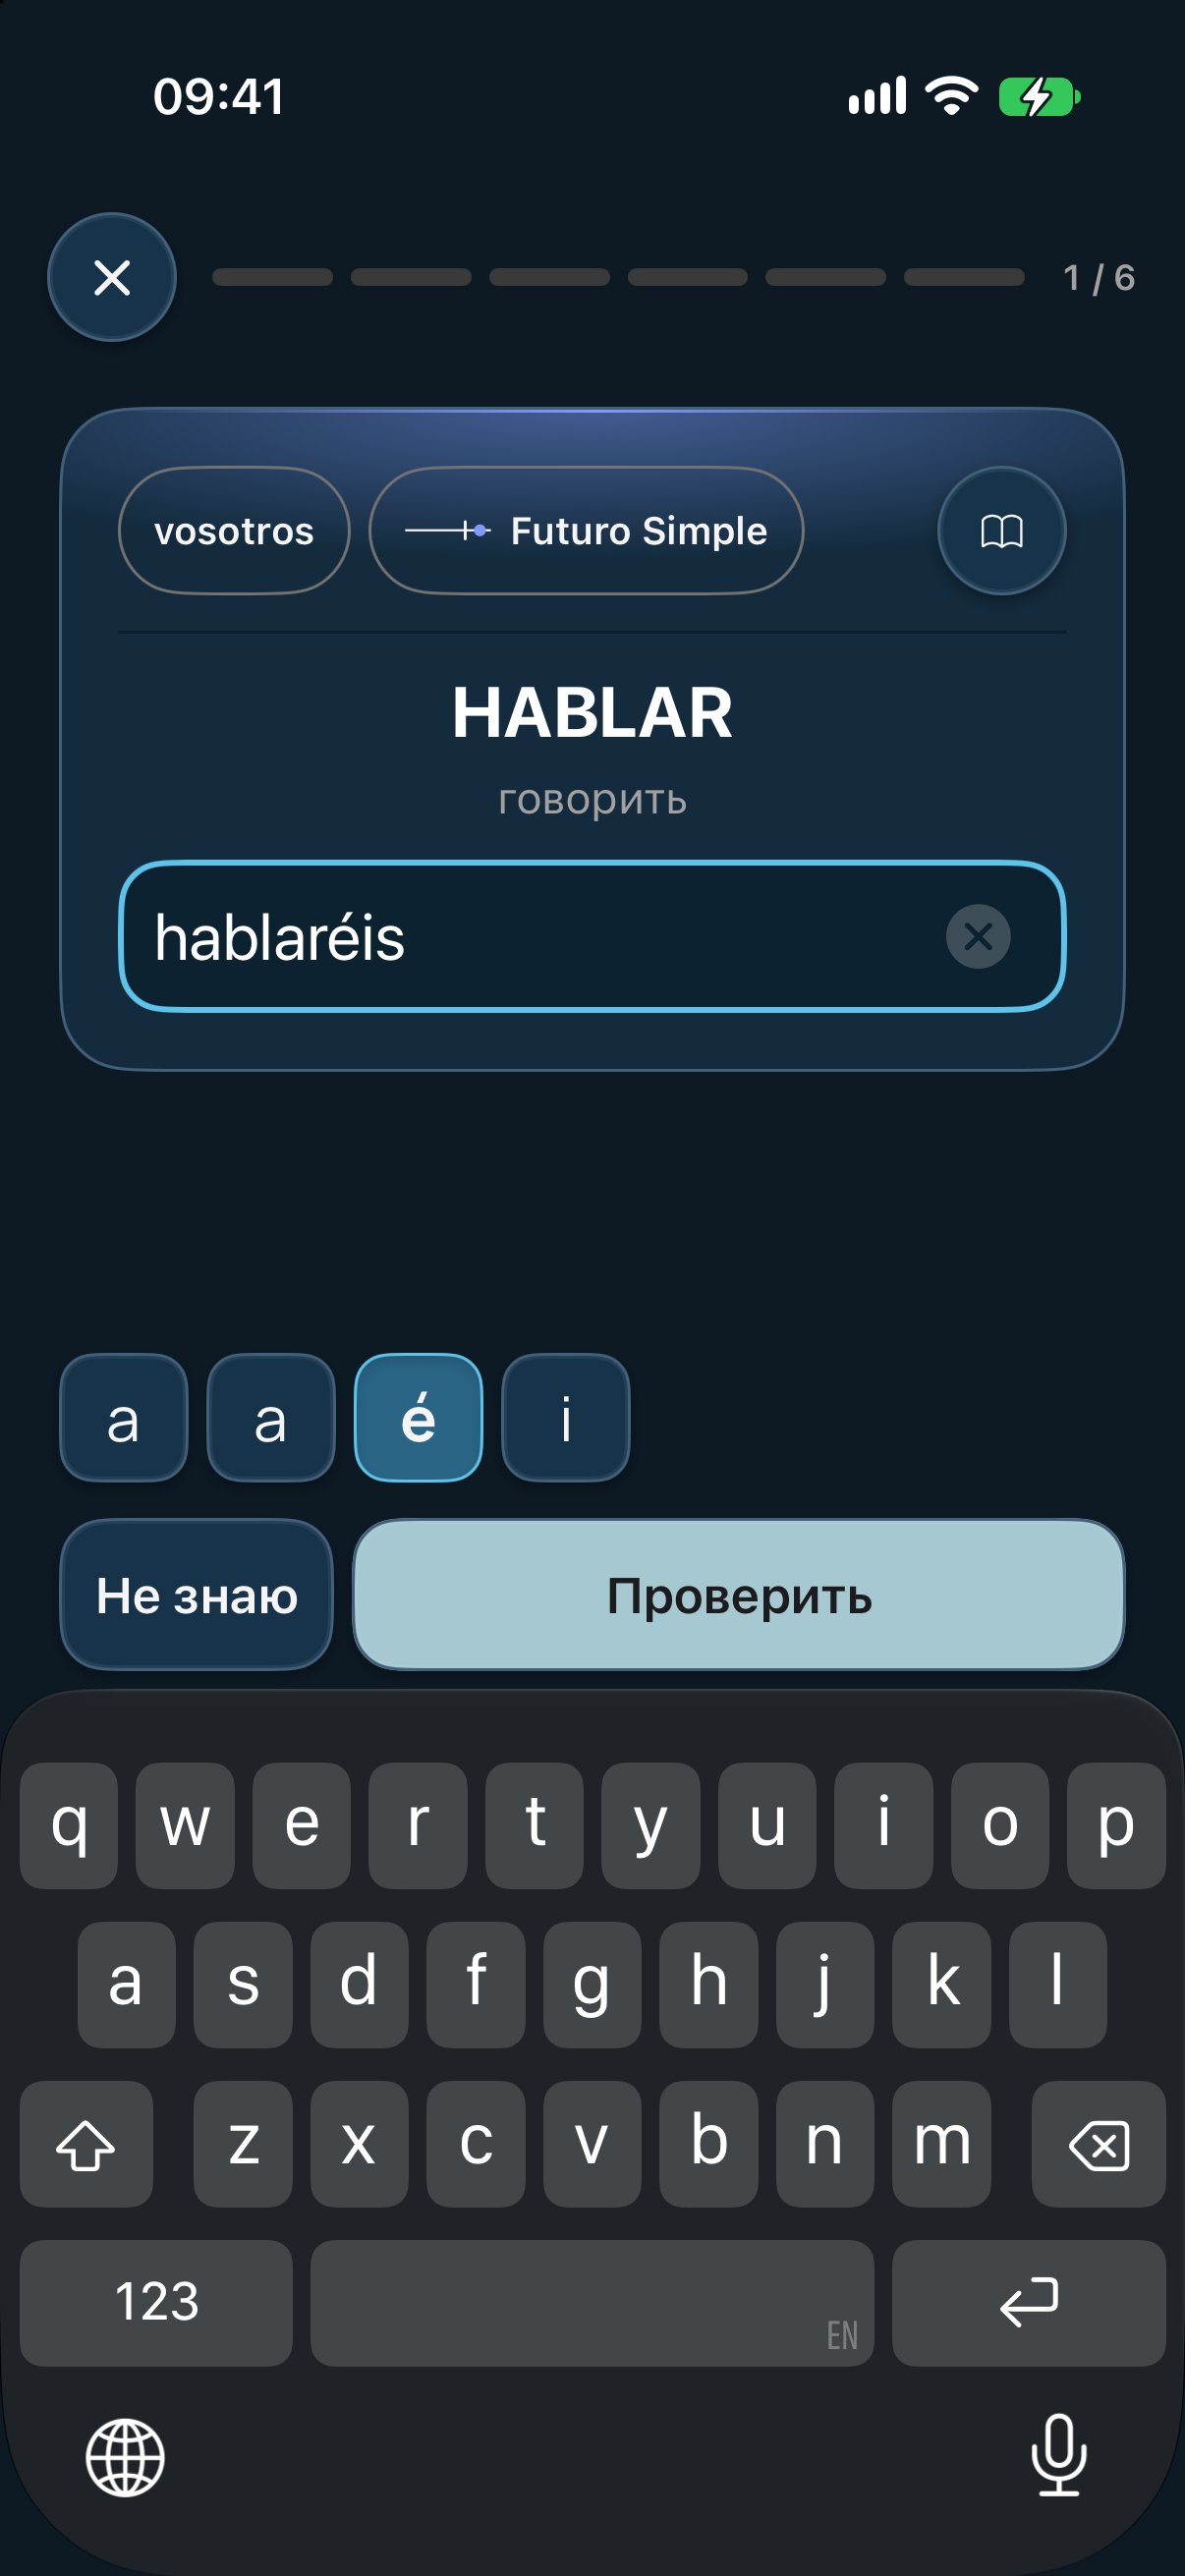 09:41
1 / 6
vosotros
Futuro Simple
HABLAR
говорить
hablaréis
a a é i
Не знаю
Проверить
q w e r t y u i o p
a s d f g h j k l
z x c v b n m
123
EN